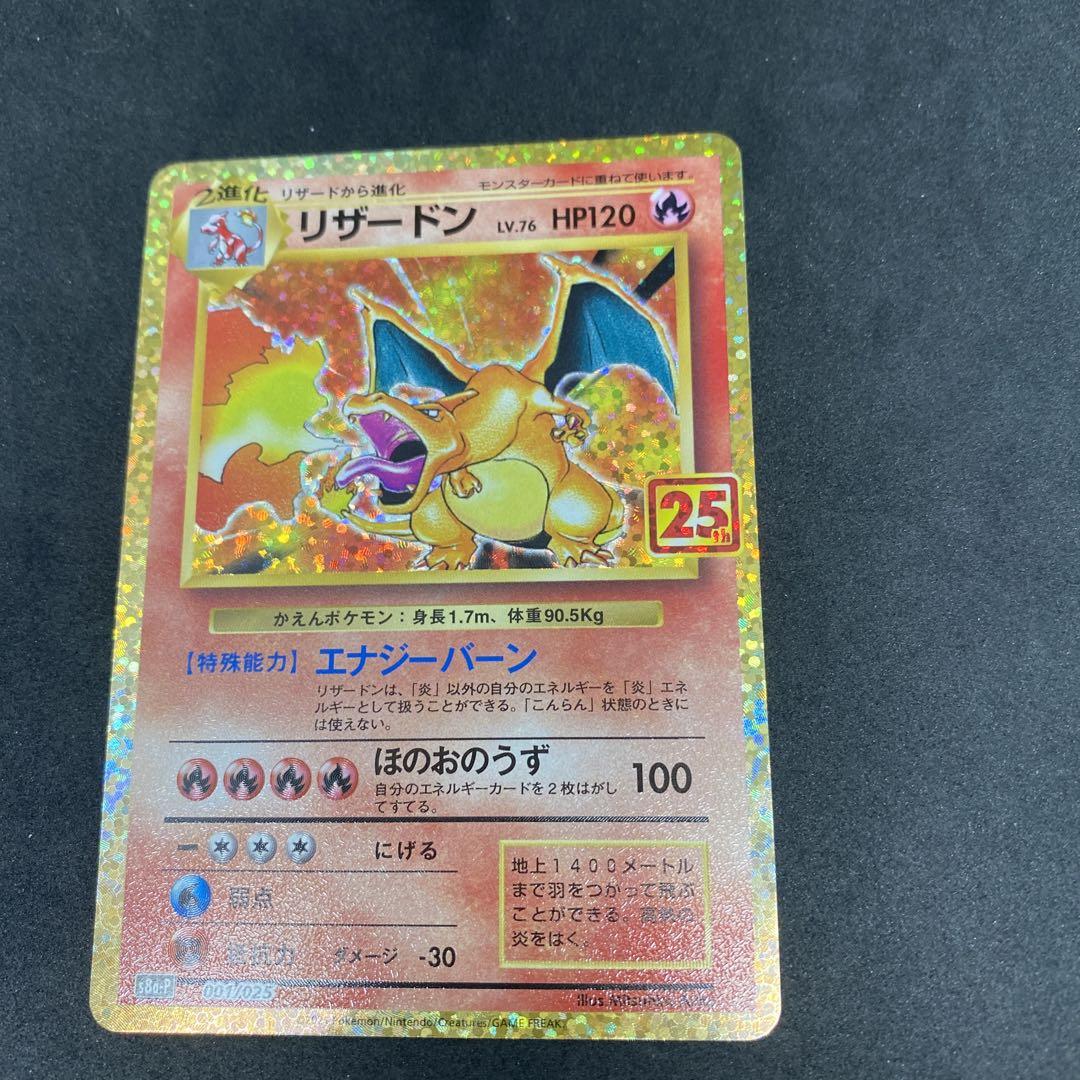 2進化 リザードから進化 モンスターカードに重ねて使います。
リザードン LV.76 HP120
25th
かえんポケモン：身長1.7m、体重90.5Kg
【特殊能力】エナジーバーン
リザードンは、「炎」以外の自分のエネルギーを「炎」エネ
ルギーとして扱うことができる。「こんらん」状態のときに
は使えない。
ほのおのうず 100
自分のエネルギーカードを２枚はがし
てすてる。
にげる
弱点
抵抗力 ダメージ -30
地上１４００メートル
まで羽をつかって飛ぶ
ことができる。高熱の
炎をはく。
s8a-P 001/025
Illus. Mitsuhiro
Pokémon/Nintendo/Creatures/GAME FREAK.